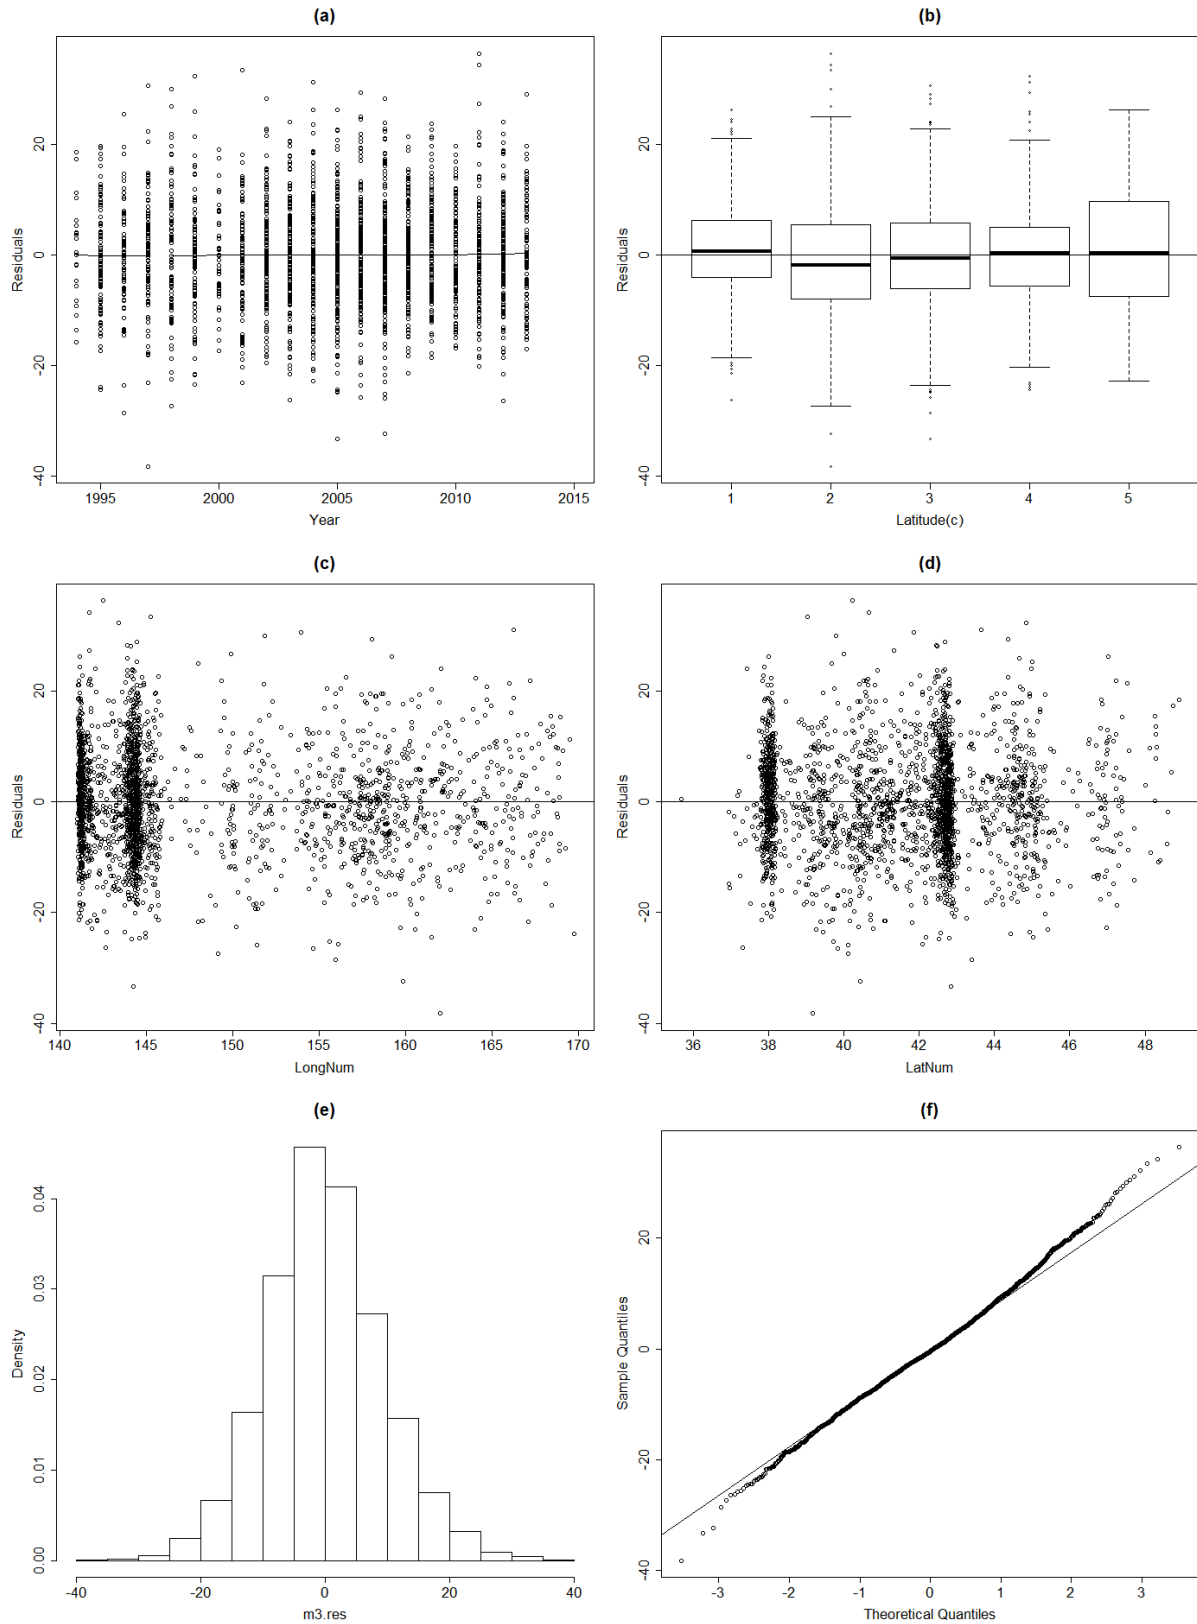 (a)
Residuals
20
0
-20
-40
1995 2000 2005 2010 2015
Year
(b)
Residuals
20
0
-20
-40
1 2 3 4 5
Latitude(c)
(c)
Residuals
20
0
-20
-40
140 145 150 155 160 165 170
LongNum
(d)
Residuals
20
0
-20
-40
36 38 40 42 44 46 48
LatNum
(e)
Density
0.04
0.03
0.02
0.01
0.00
-40 -20 0 20 40
m3.res
(f)
Sample Quantiles
20
0
-20
-40
-3 -2 -1 0 1 2 3
Theoretical Quantiles